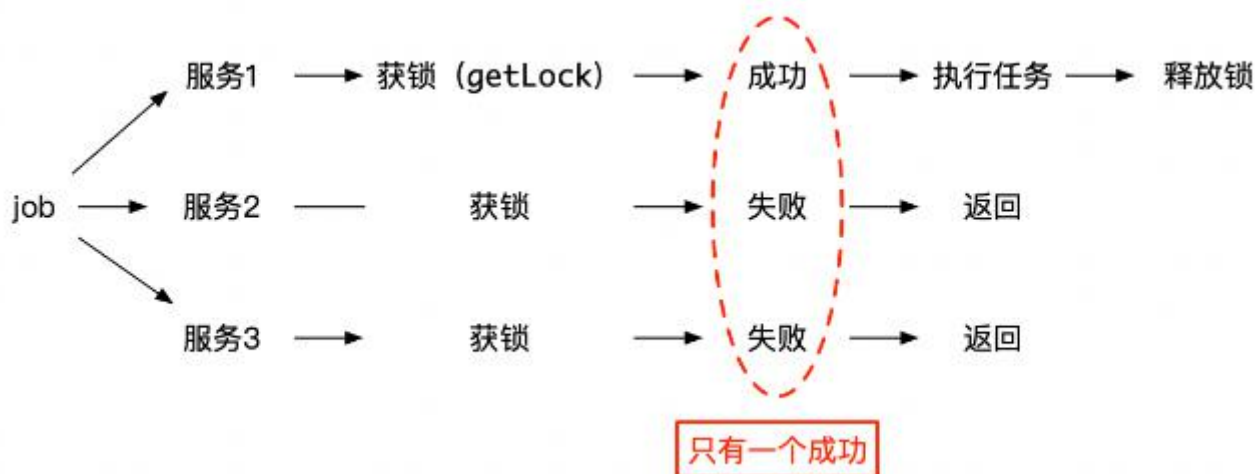 服务1 获锁（getLock） 成功 执行任务 释放锁
job 服务2 获锁 失败 返回
服务3 获锁 失败 返回
只有一个成功